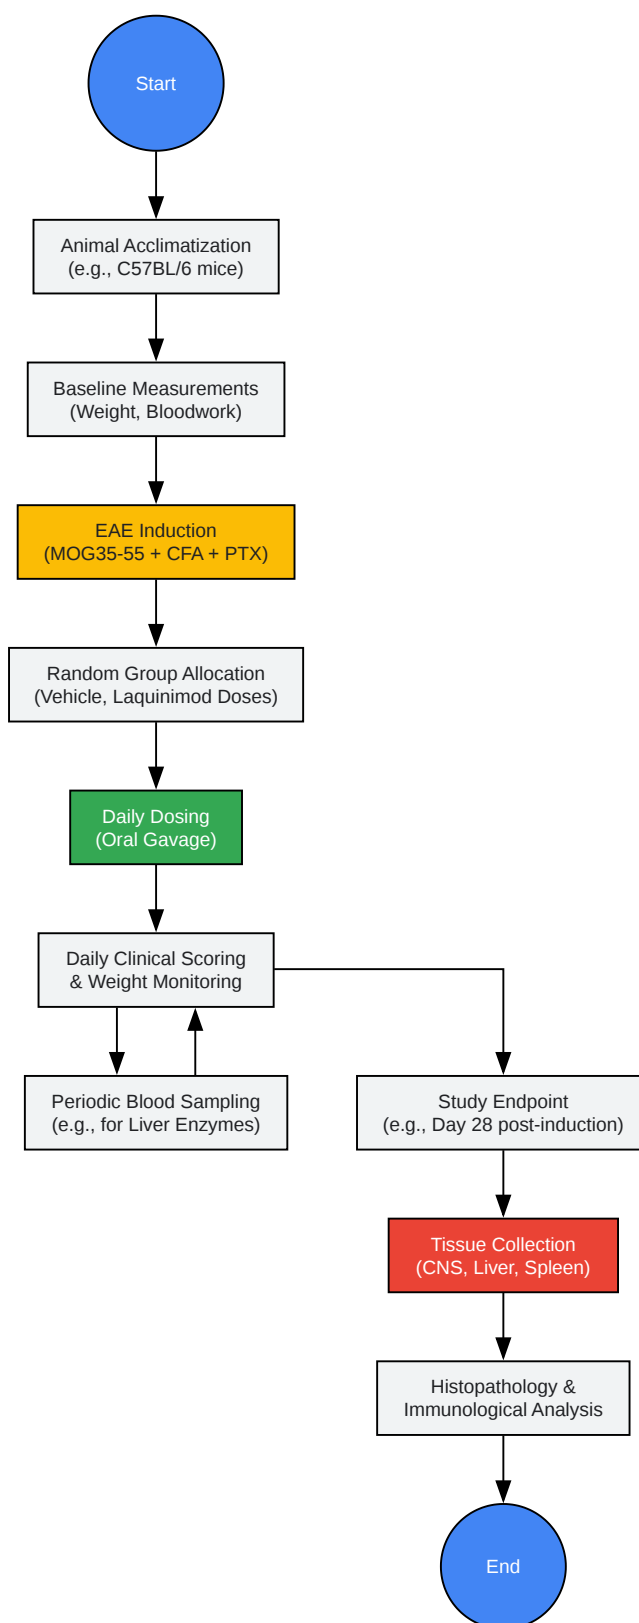 Start
Animal Acclimatization
(e.g., C57BL/6 mice)
Baseline Measurements
(Weight, Bloodwork)
EAE Induction
(MOG35-55 + CFA + PTX)
Random Group Allocation
(Vehicle, Laquinimod Doses)
Daily Dosing
(Oral Gavage)
Daily Clinical Scoring
& Weight Monitoring
Periodic Blood Sampling
(e.g., for Liver Enzymes)
Study Endpoint
(e.g., Day 28 post-induction)
Tissue Collection
(CNS, Liver, Spleen)
Histopathology &
Immunological Analysis
End